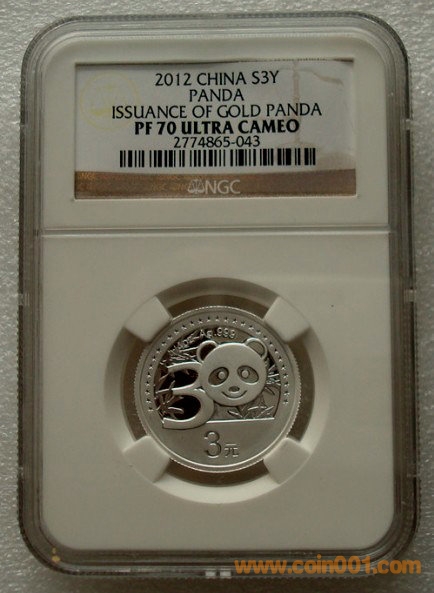 2012 CHINA S3Y
PANDA
ISSUANCE OF GOLD PANDA
PF 70 ULTRA CAMEO
2774865-043
NGC
Ag.999
30
3元
www.coin001.com